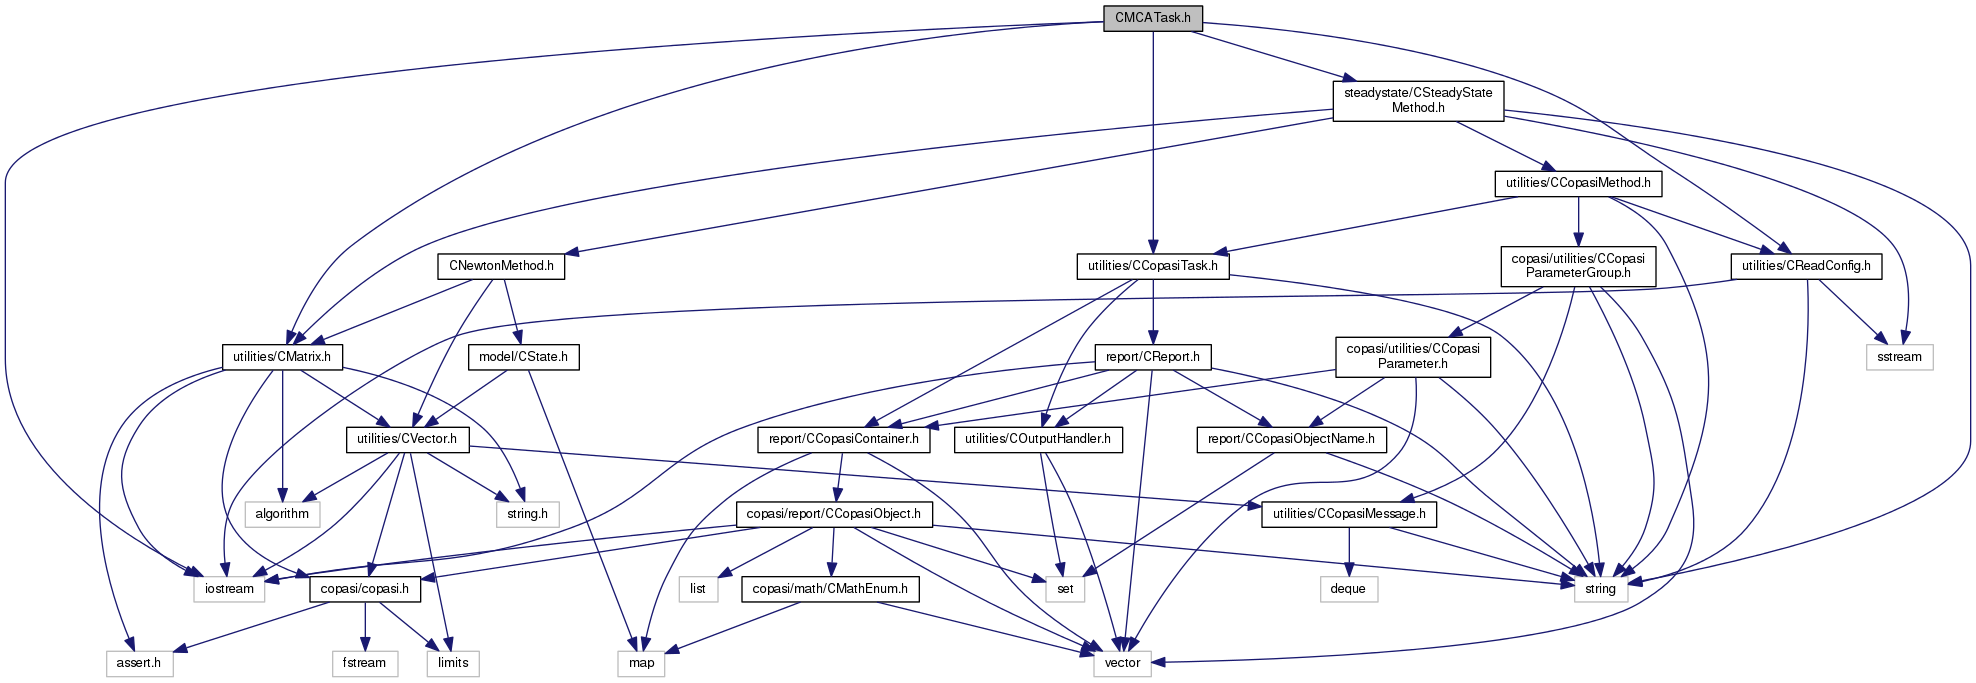 CMCATask.h
steadystate/CSteadyState
Method.h
utilities/CCopasiMethod.h
CNewtonMethod.h
utilities/CCopasiTask.h
copasi/utilities/CCopasi
ParameterGroup.h
utilities/CReadConfig.h
utilities/CMatrix.h
model/CState.h
report/CReport.h
copasi/utilities/CCopasi
Parameter.h
sstream
utilities/CVector.h
report/CCopasiContainer.h
utilities/COutputHandler.h
report/CCopasiObjectName.h
algorithm
string.h
copasi/report/CCopasiObject.h
utilities/CCopasiMessage.h
iostream
copasi/copasi.h
list
copasi/math/CMathEnum.h
set
deque
string
assert.h
fstream
limits
map
vector